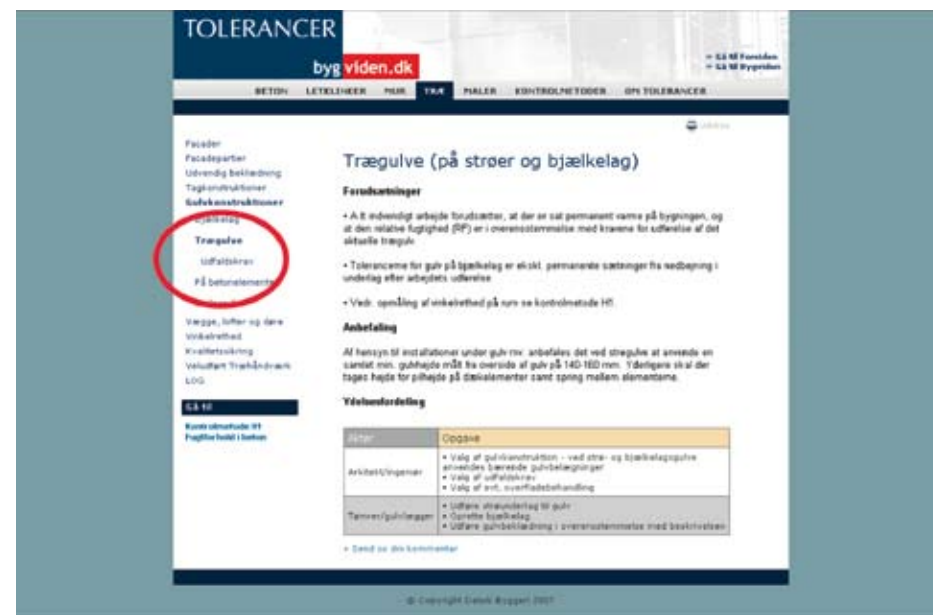 TOLERANCER
bygviden.dk
» Gå til Forsiden
» Gå til Bygviden
BETON LETKLINKER MUR TRÆ MALER KONTROLMETODER OM TOLERANCER
Facader
Facadepartier
Udvendig beklædning
Tagkonstruktioner
Gulvkonstruktioner
Bjælkelag
Trægulve
Udfaldskrav
På betonelementer
Vægge, lofter og døre
Vinkelrethed
Kvalitetssikring
Veludført Træhåndværk
LOG
Gå til
Kontrolmetode H1
Fugtforhold i beton
Trægulve (på strøer og bjælkelag)
Forudsætninger
• Alt indvendigt arbejde forudsætter, at der er sat permanent varme på bygningen, og
at den relative fugtighed (RF) er i overensstemmelse med kravene for udførelse af det
aktuelle trægulv.
• Tolerancerne for gulv på bjælkelag er ekskl. permanente sætninger fra nedbøjning i
underlag efter arbejdets udførelse
• Vedr. opmåling af vinkelrethed på rum se kontrolmetode H1.
Anbefaling
Af hensyn til installationer under gulv mv. anbefales det ved strøgulve at anvende en
samlet min. gulvhøjde målt fra overside af gulv på 140-160 mm. Yderligere skal der
tages højde for pilhøjde på dækelementer samt spring mellem elementerne.
Ydelsesfordeling
Aktør Opgave
Arkitekt/Ingeniør
• Valg af gulvkonstruktion - ved strø- og bjælkelagsgulve
anvendes bærende gulvbelægninger
• Valg af udfaldskrav
• Valg af evt. overfladebehandling
Tømrer/gulvlægger
• Udføre strøunderlag til gulv
• Oprette bjælkelag
• Udføre gulvbeklædning i overensstemmelse med beskrivelsen
» Send os din kommentar
© Copyright Dansk Byggeri 2007